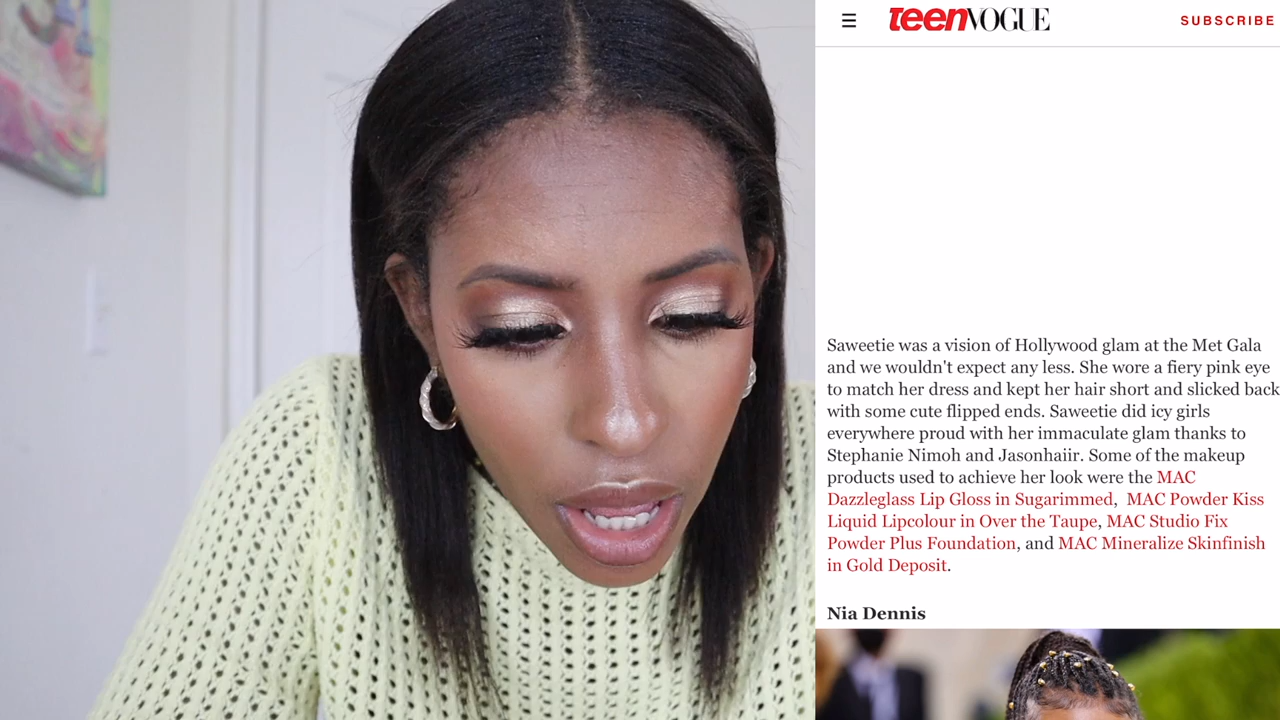 teenVOGUE
SUBSCRIBE
Saweetie was a vision of Hollywood glam at the Met Gala
and we wouldn't expect any less. She wore a fiery pink eye
to match her dress and kept her hair short and slicked back
with some cute flipped ends. Saweetie did icy girls
everywhere proud with her immaculate glam thanks to
Stephanie Nimoh and Jasonhaiir. Some of the makeup
products used to achieve her look were the MAC
Dazzleglass Lip Gloss in Sugarimmed, MAC Powder Kiss
Liquid Lipcolour in Over the Taupe, MAC Studio Fix
Powder Plus Foundation, and MAC Mineralize Skinfinish
in Gold Deposit.
Nia Dennis